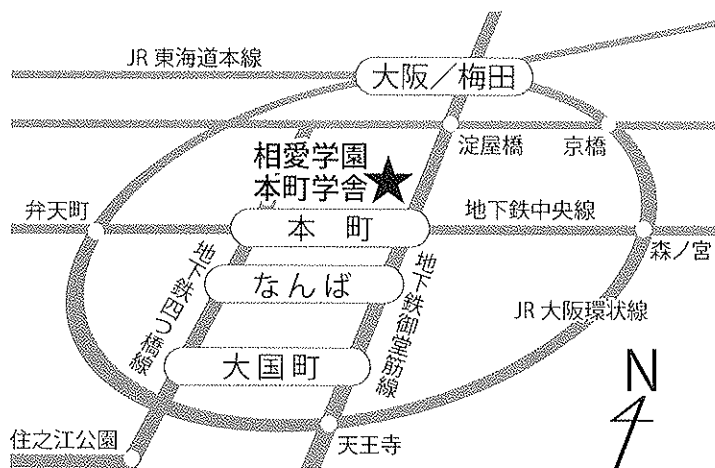 JR 東海道本線
大阪／梅田
淀屋橋
京橋
相愛学園
本町学舎
弁天町
本町
地下鉄中央線
森ノ宮
地下鉄四つ橋線
なんば
地下鉄御堂筋線
JR 大阪環状線
大国町
N
住之江公園
天王寺